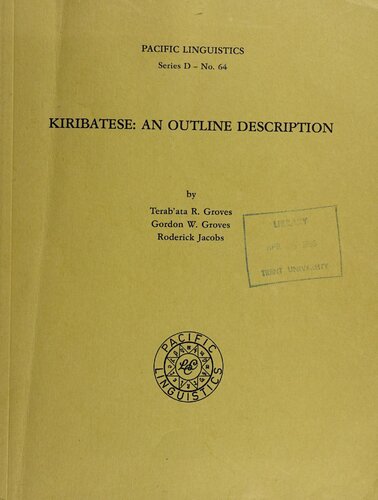 PACIFIC LINGUISTICS
Series D – No. 64
KIRIBATESE: AN OUTLINE DESCRIPTION
by
Terab'ata R. Groves
Gordon W. Groves
Roderick Jacobs
LIBRARY
TRENT UNIVERSITY
PACIFIC
LINGUISTICS